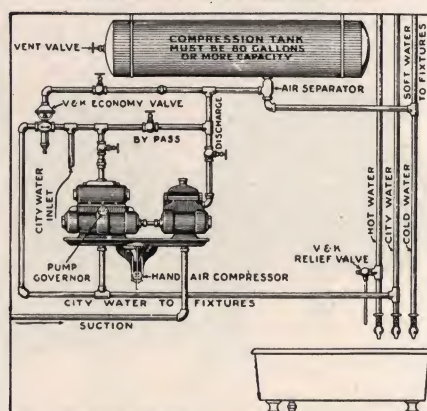 COMPRESSION TANK
MUST BE 80 GALLONS
OR MORE CAPACITY
VENT VALVE
AIR SEPARATOR
SOFT WATER
TO FIXTURES
V & K ECONOMY VALVE
BY PASS
DISCHARGE
CITY WATER
INLET
HOT WATER
CITY WATER
COLD WATER
V & K
RELIEF VALVE
PUMP
GOVERNOR
HAND AIR COMPRESSOR
CITY WATER TO FIXTURES
SUCTION